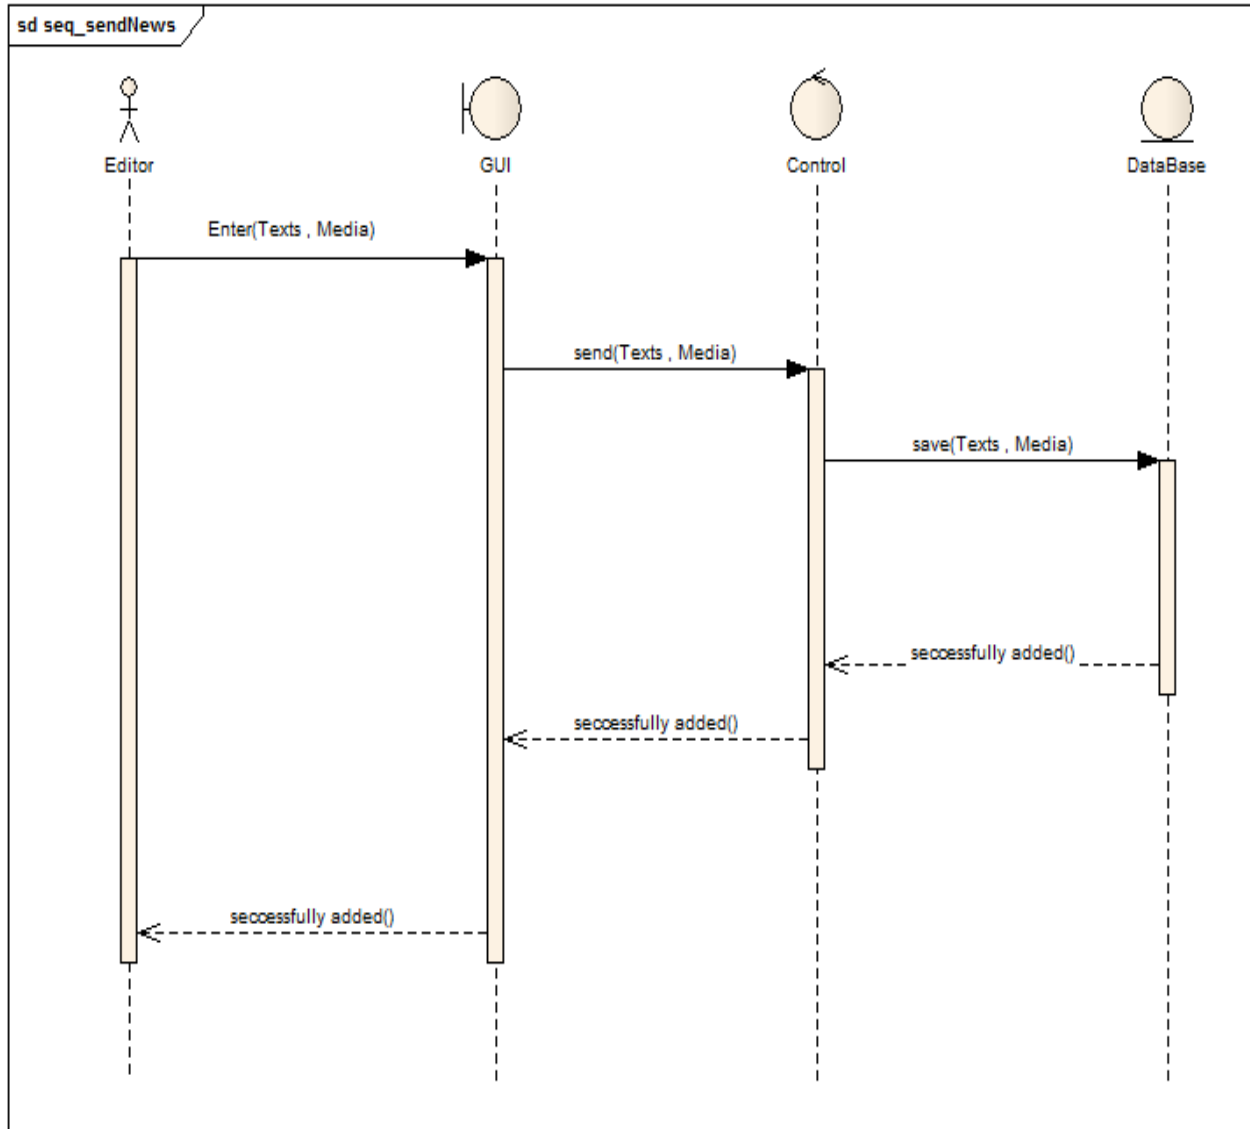 sd seq_sendNews
Editor
GUI
Control
DataBase
Enter(Texts , Media)
send(Texts , Media)
save(Texts , Media)
seccessfully added()
seccessfully added()
seccessfully added()